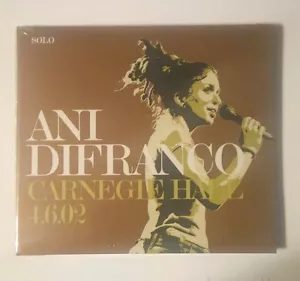 SOLO
ANI
DIFRANCO
CARNEGIE HALL
4.6.02